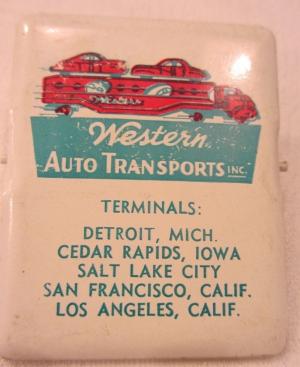 WESTERN
Western
AUTO TRANSPORTS INC.
TERMINALS:
DETROIT, MICH.
CEDAR RAPIDS, IOWA
SALT LAKE CITY
SAN FRANCISCO, CALIF.
LOS ANGELES, CALIF.